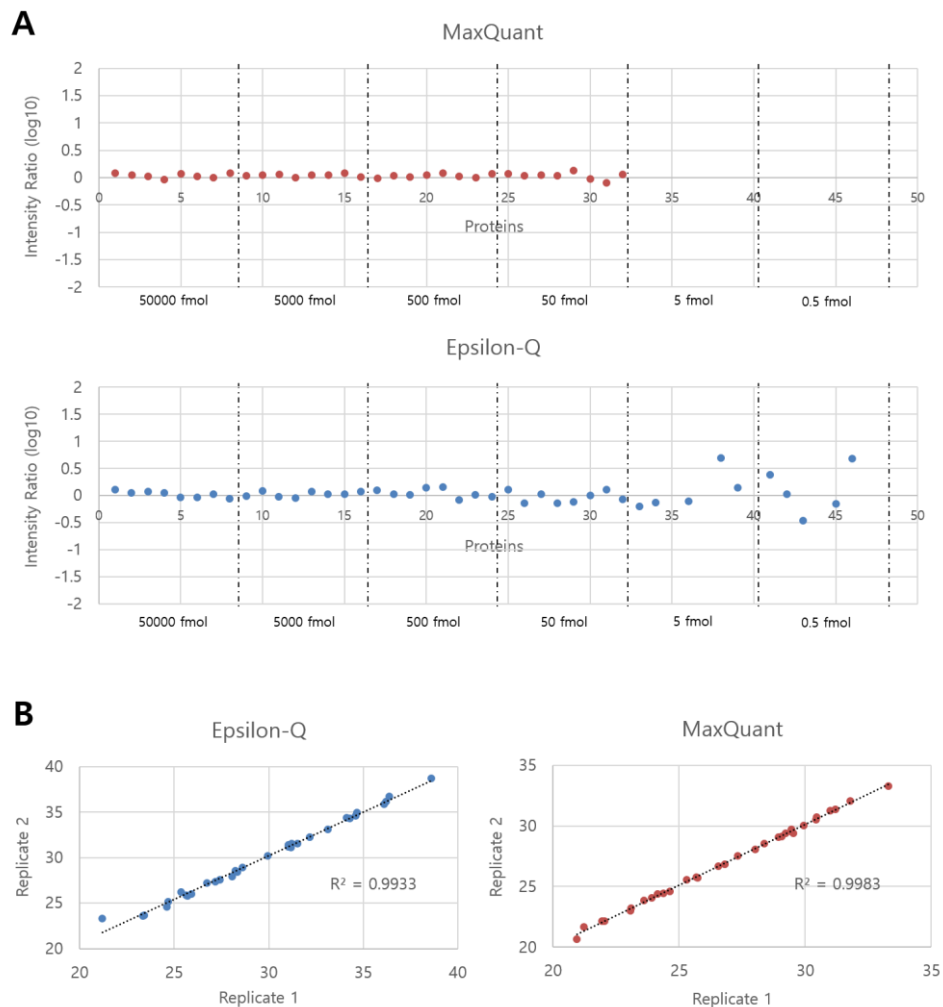 A
MaxQuant
Intensity Ratio (log10)
2
1.5
1
0.5
0
-0.5
-1
-1.5
-2
0 5 10 15 20 25 30 35 40 45 50
Proteins
50000 fmol 5000 fmol 500 fmol 50 fmol 5 fmol 0.5 fmol
Epsilon-Q
Intensity Ratio (log10)
2
1.5
1
0.5
0
-0.5
-1
-1.5
-2
0 5 10 15 20 25 30 35 40 45 50
Proteins
50000 fmol 5000 fmol 500 fmol 50 fmol 5 fmol 0.5 fmol
B
Epsilon-Q
Replicate 2
40
35
30
25
20
R² = 0.9933
20 25 30 35 40
Replicate 1
MaxQuant
Replicate 2
35
30
25
20
R² = 0.9983
20 25 30 35
Replicate 1